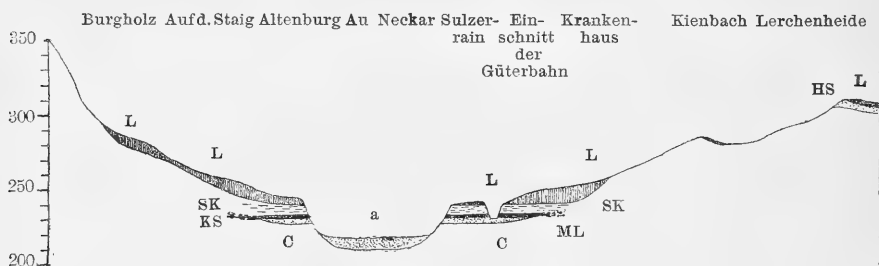 Burgholz Aufd. Staig Altenburg Au Neckar Sulzer- Ein- Kranken- Kienbach Lerchenheide
rain schnitt haus
der
Güterbahn
350
HS L
300
L
L L
250
L
SK SK
KS a
C C ML
200